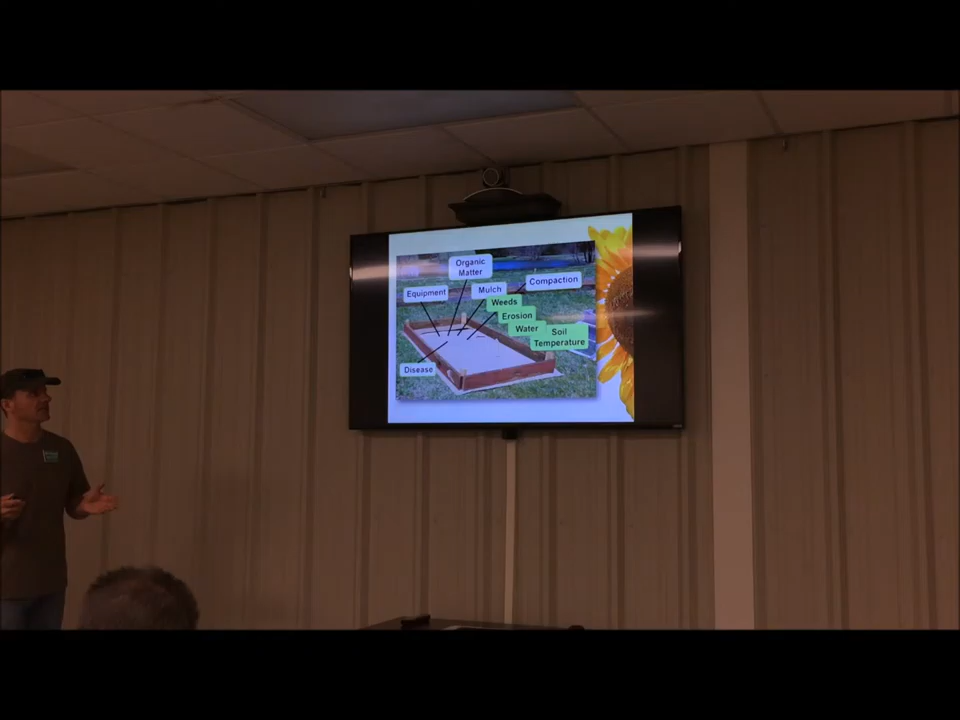 Organic
Matter
Equipment
Mulch
Compaction
Weeds
Erosion
Water
Soil
Temperature
Disease